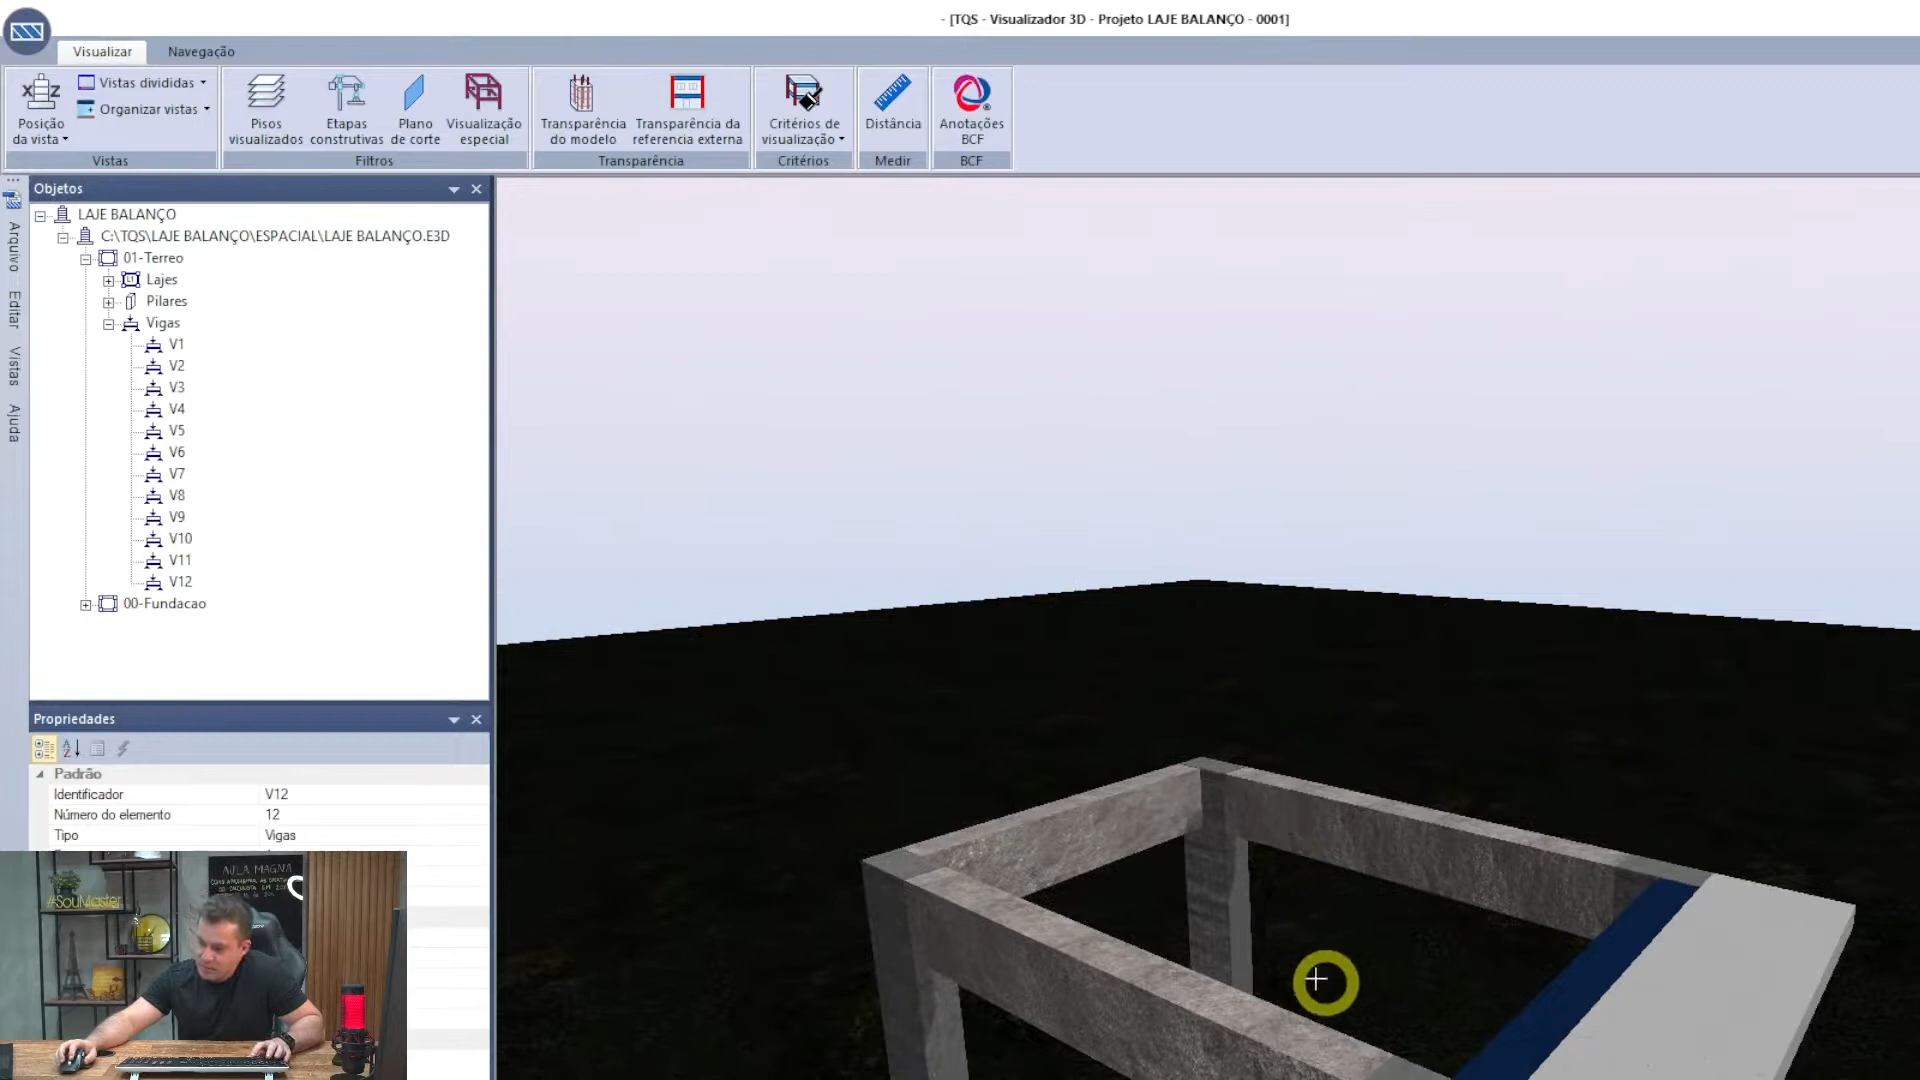 - [TQS - Visualizador 3D - Projeto LAJE BALANÇO - 0001]
Visualizar
Navegação
Posição da vista
Vistas divididas
Organizar vistas
Vistas
Pisos visualizados
Etapas construtivas
Plano de corte
Visualização especial
Filtros
Transparência do modelo
Transparência da referencia externa
Transparência
Critérios de visualização
Critérios
Distância
Medir
Anotações BCF
BCF
Arquivo
Editar
Vistas
Ajuda
Objetos
LAJE BALANÇO
C:\TQS\LAJE BALANÇO\ESPACIAL\LAJE BALANÇO.E3D
01-Terreo
Lajes
Pilares
Vigas
V1
V2
V3
V4
V5
V6
V7
V8
V9
V10
V11
V12
00-Fundacao
Propriedades
Padrão
Identificador V12
Número do elemento 12
Tipo Vigas
AULA MAGNA
#SouMaster